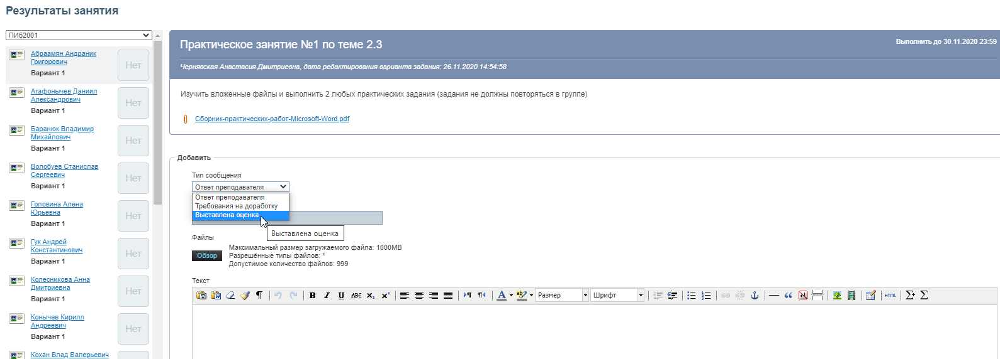 Результаты занятия
ПИб2001
Абраамян Андраник
Григорович
Вариант 1
Нет
Агафонычев Даниил
Александрович
Вариант 1
Нет
Баранюк Владимир
Михайлович
Вариант 1
Нет
Волобуев Станислав
Сергеевич
Вариант 1
Нет
Головина Алена
Юрьевна
Вариант 1
Нет
Гук Андрей
Константинович
Вариант 1
Нет
Колесникова Анна
Дмитриевна
Вариант 1
Нет
Конычев Кирилл
Андреевич
Вариант 1
Нет
Кохан Влад Валерьевич
Практическое занятие №1 по теме 2.3
Выполнить до 30.11.2020 23:59
Чернявская Анастасия Дмитриевна, дата редактирования варианта задания: 26.11.2020 14:54:58
Изучить вложенные файлы и выполнить 2 любых практических задания (задания не должны повторяться в группе)
Сборник-практических-работ-Microsoft-Word.pdf
Добавить
Тип сообщения
Ответ преподавателя
Ответ преподавателя
Требования на доработку
Выставлена оценка
Выставлена оценка
Файлы
Обзор
Максимальный размер загружаемого файла: 1000MB
Разрешённые типы файлов: *
Допустимое количество файлов: 999
Текст
B I U ABC x₂ x² A ab Размер Шрифт HTML Σ Σ